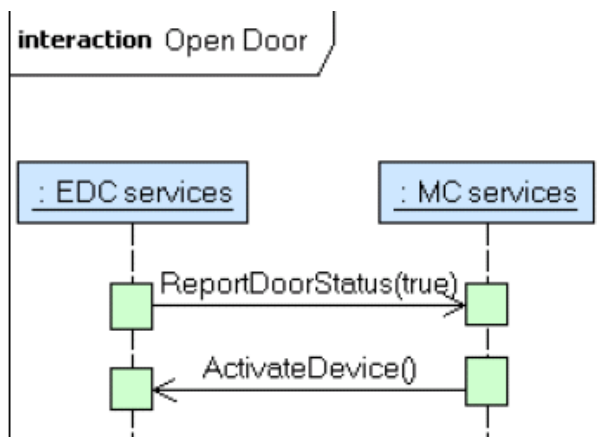 interaction Open Door
: EDC services
: MC services
ReportDoorStatus(true)
ActivateDevice()